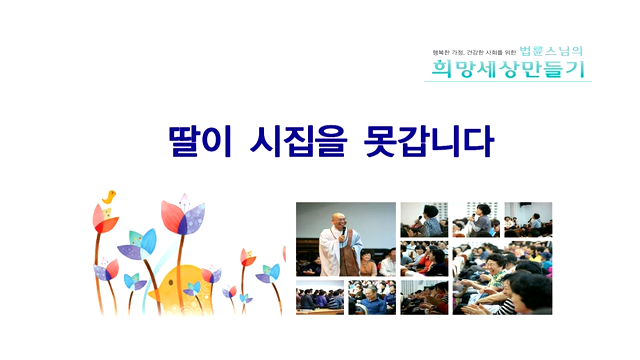 행복한 가정, 건강한 사회를 위한 법륜스님의
희망세상만들기
딸이 시집을 못갑니다